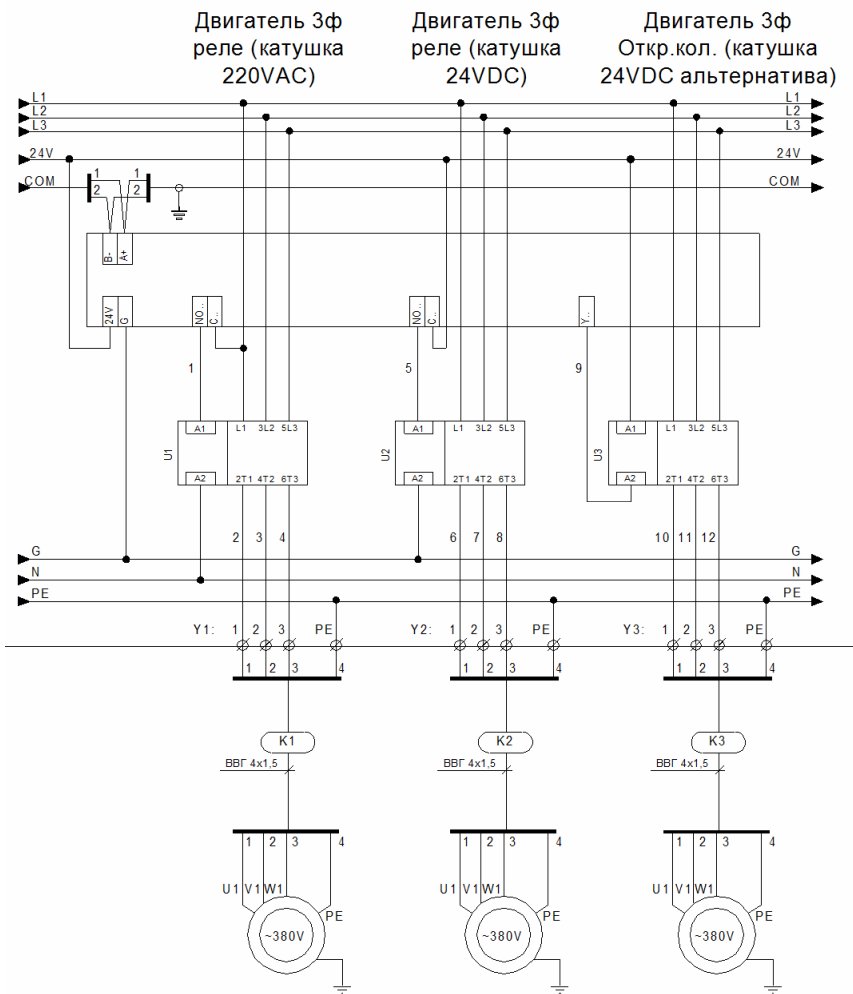 Двигатель 3ф Двигатель 3ф Двигатель 3ф
реле (катушка реле (катушка Откр.кол. (катушка
220VAC) 24VDC) 24VDC альтернатива)
L1 L1
L2 L2
L3 L3
24V 24V
COM 1 1 COM
2 2
B- A+
24V G NO.. C.. NO.. C.. Y..
1 5 9
A1 L1 3L2 5L3 A1 L1 3L2 5L3 A1 L1 3L2 5L3
U1 U2 U3
A2 2T1 4T2 6T3 A2 2T1 4T2 6T3 A2 2T1 4T2 6T3
2 3 4 6 7 8 10 11 12
G G
N N
PE PE
Y1: 1 2 3 PE Y2: 1 2 3 PE Y3: 1 2 3 PE
1 2 3 4 1 2 3 4 1 2 3 4
K1 K2 K3
ВВГ 4x1,5 ВВГ 4x1,5 ВВГ 4x1,5
1 2 3 4 1 2 3 4 1 2 3 4
U1 V1 W1 U1 V1 W1 U1 V1 W1
PE PE PE
~380V ~380V ~380V